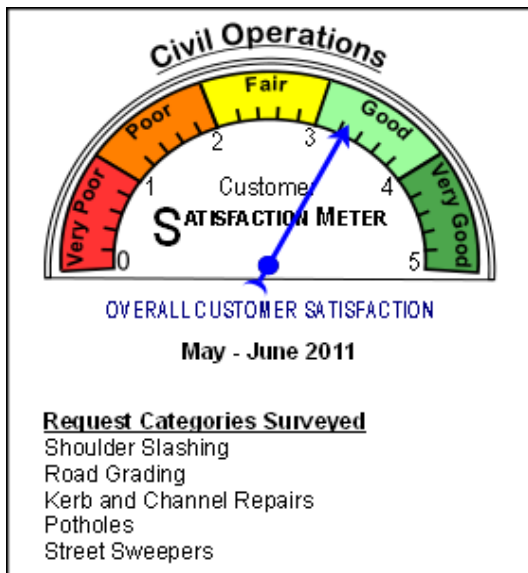 Civil Operations
Very Poor
Poor
Fair
Good
Very Good
0
1
2
3
4
5
Customer
SATISFACTION METER
OVERALL CUSTOMER SATISFACTION
May - June 2011
Request Categories Surveyed
Shoulder Slashing
Road Grading
Kerb and Channel Repairs
Potholes
Street Sweepers